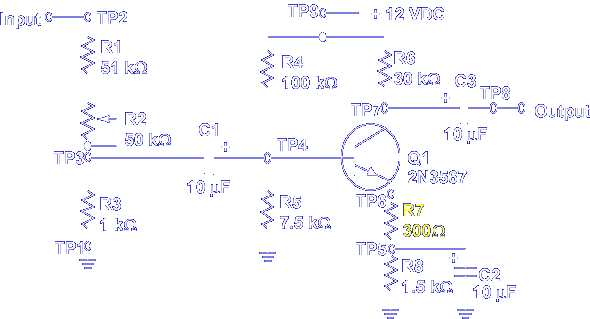 TP8 + 12 VDC
Input TP2
R1
51 kΩ
R4
100 kΩ
R6
30 kΩ
C3
TP8
+
TP7
Output
10 µF
R2
50 kΩ
C1
+
TP4
TP3
10 µF
Q1
2N3567
TP6
R3
1 kΩ
R5
7.5 kΩ
R7
300Ω
TP1
TP5
R8
1.5 kΩ
+
C2
10 µF